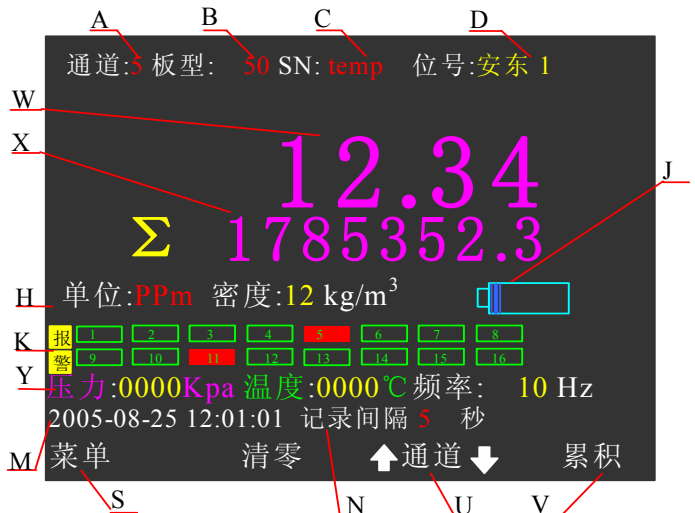 A B C D
通道:5 板型: 50 SN: temp 位号:安东 1
W
12.34
X J
Σ 1785352.3
H 单位:PPm 密度:12 kg/m³
报 1 2 3 4 5 6 7 8
K 警 9 10 11 12 13 14 15 16
Y 压力:0000Kpa 温度:0000℃ 频率: 10 Hz
2005-08-25 12:01:01 记录间隔 5 秒
M 菜单 清零 通道 累积
S N U V